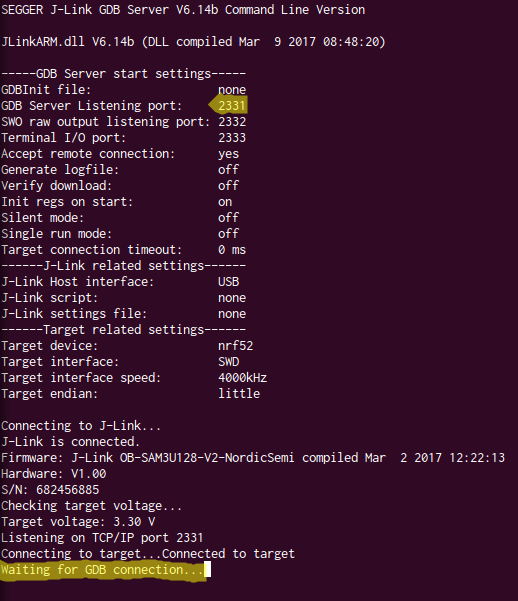 SEGGER J-Link GDB Server V6.14b Command Line Version
JLinkARM.dll V6.14b (DLL compiled Mar  9 2017 08:48:20)
-----GDB Server start settings-----
GDBInit file:                  none
GDB Server Listening port:     2331
SWO raw output listening port: 2332
Terminal I/O port:             2333
Accept remote connection:      yes
Generate logfile:              off
Verify download:               off
Init regs on start:            on
Silent mode:                   off
Single run mode:               off
Target connection timeout:     0 ms
------J-Link related settings------
J-Link Host interface:         USB
J-Link script:                 none
J-Link settings file:          none
------Target related settings------
Target device:                 nrf52
Target interface:              SWD
Target interface speed:        4000kHz
Target endian:                 little
Connecting to J-Link...
J-Link is connected.
Firmware: J-Link OB-SAM3U128-V2-NordicSemi compiled Mar  2 2017 12:22:13
Hardware: V1.00
S/N: 682456885
Checking target voltage...
Target voltage: 3.30 V
Listening on TCP/IP port 2331
Connecting to target...Connected to target
Waiting for GDB connection...